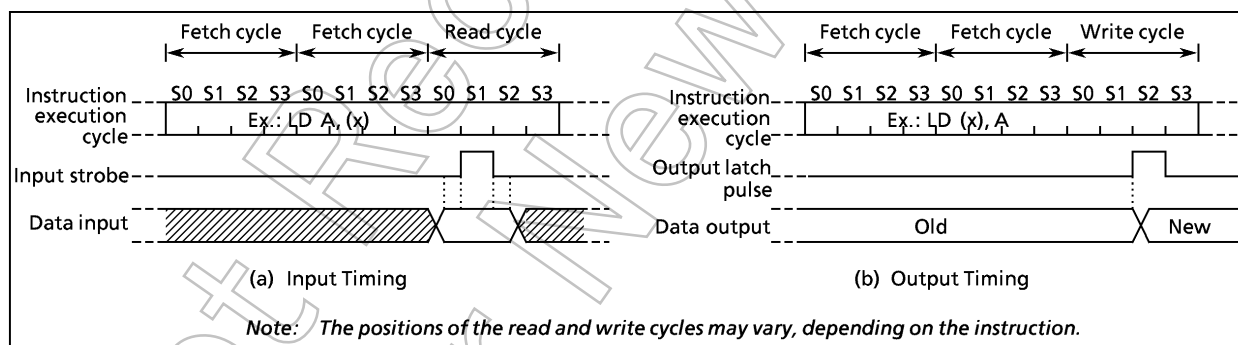 Fetch cycle Fetch cycle Read cycle
S0 S1 S2 S3 S0 S1 S2 S3 S0 S1 S2 S3
Instruction
execution
cycle
Ex.: LD A, (x)
Input strobe
Data input
(a) Input Timing
Fetch cycle Fetch cycle Write cycle
S0 S1 S2 S3 S0 S1 S2 S3 S0 S1 S2 S3
Instruction
execution
cycle
Ex.: LD (x), A
Output latch
pulse
Data output
Old
New
(b) Output Timing
Note: The positions of the read and write cycles may vary, depending on the instruction.